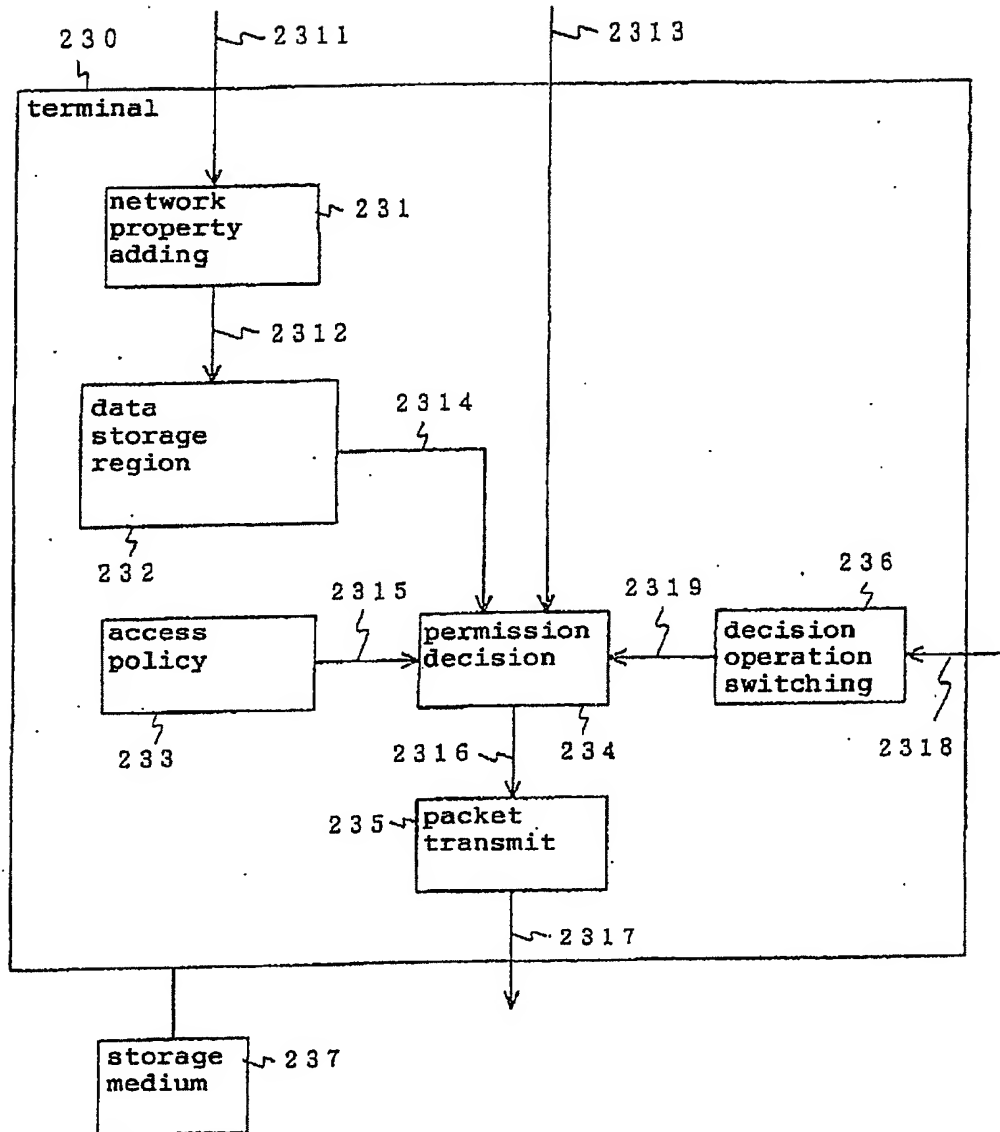 2311
2313
230
terminal
network
property
adding
231
2312
data
storage
region
2314
232
236
2315
2319
access
policy
permission
decision
decision
operation
switching
233
2316
234
2318
235
packet
transmit
2317
storage
medium
237